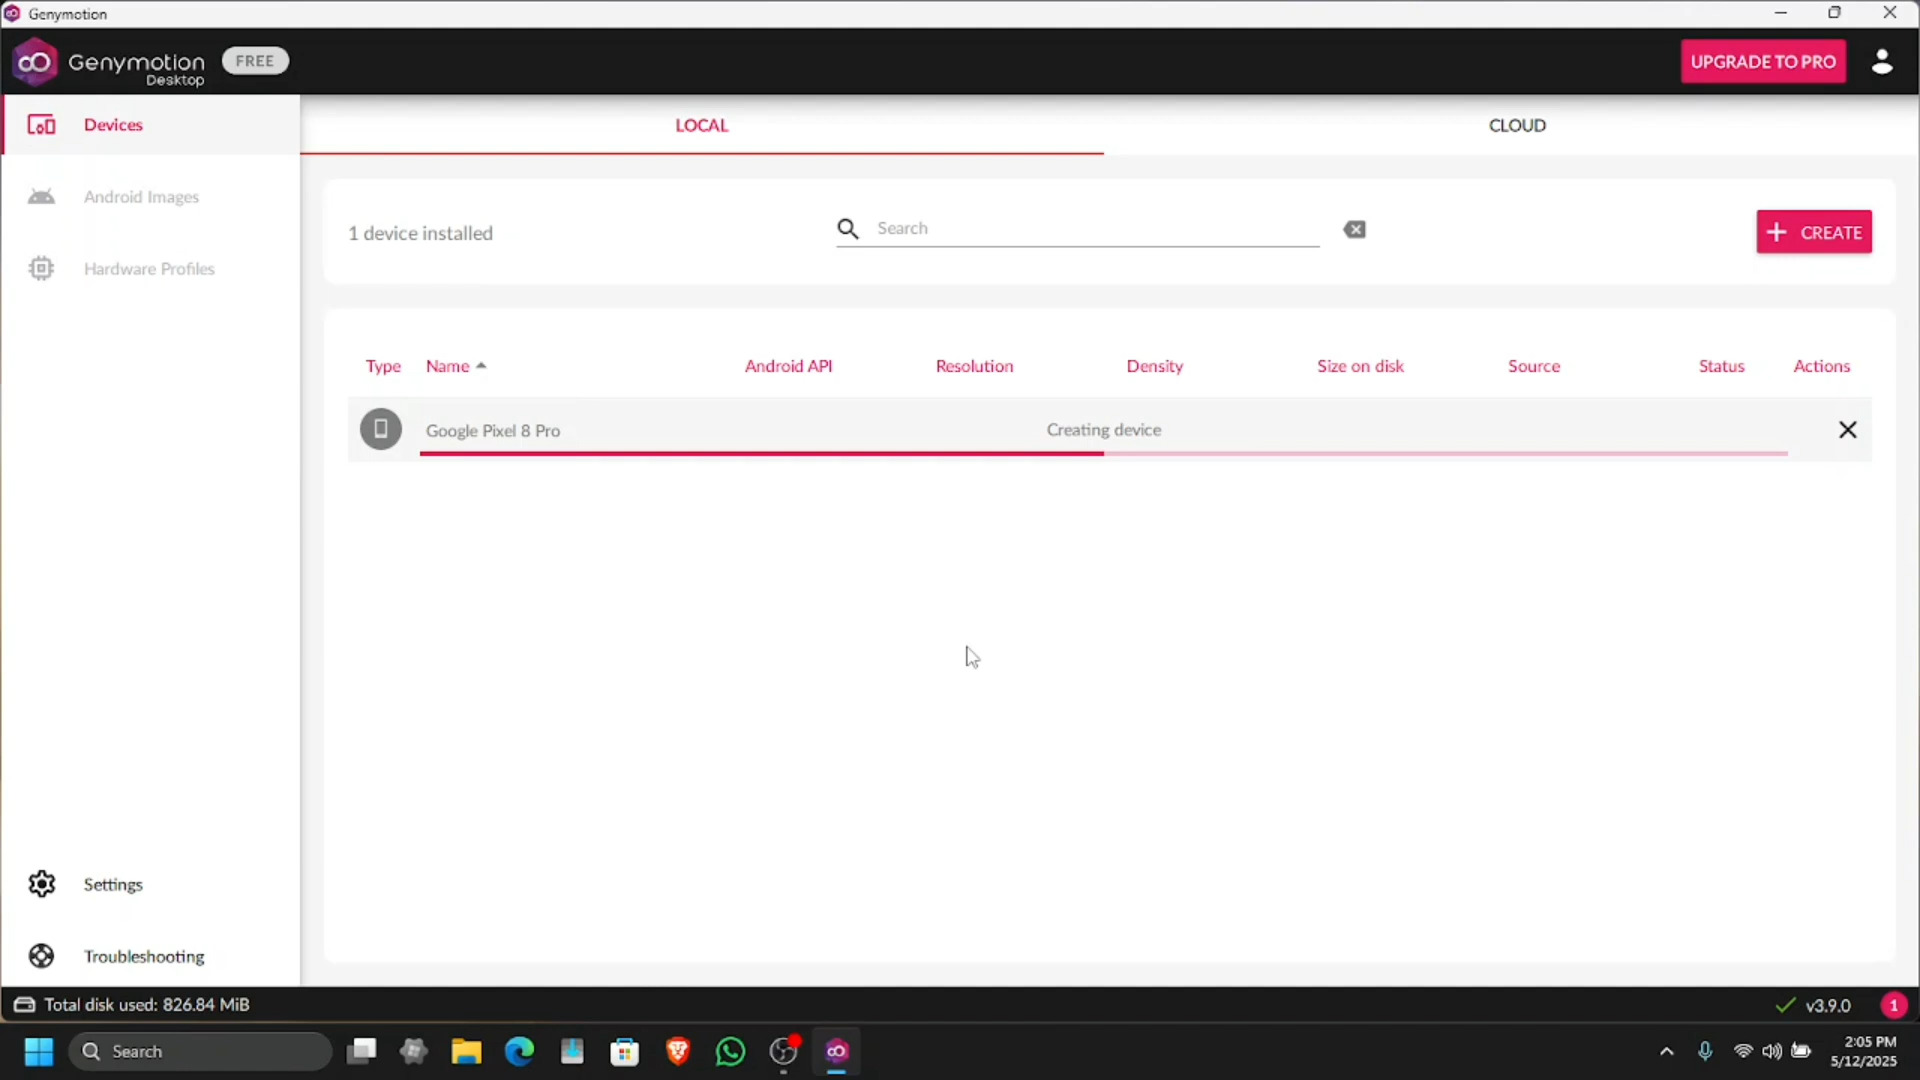 Genymotion
Genymotion
Desktop
FREE
UPGRADE TO PRO
Devices
LOCAL
CLOUD
Android Images
Hardware Profiles
1 device installed
Search
+ CREATE
Type Name Android API Resolution Density Size on disk Source Status Actions
Google Pixel 8 Pro
Creating device
Settings
Troubleshooting
Total disk used: 826.84 MiB
v3.9.0
1
Search
2:05 PM
5/12/2025